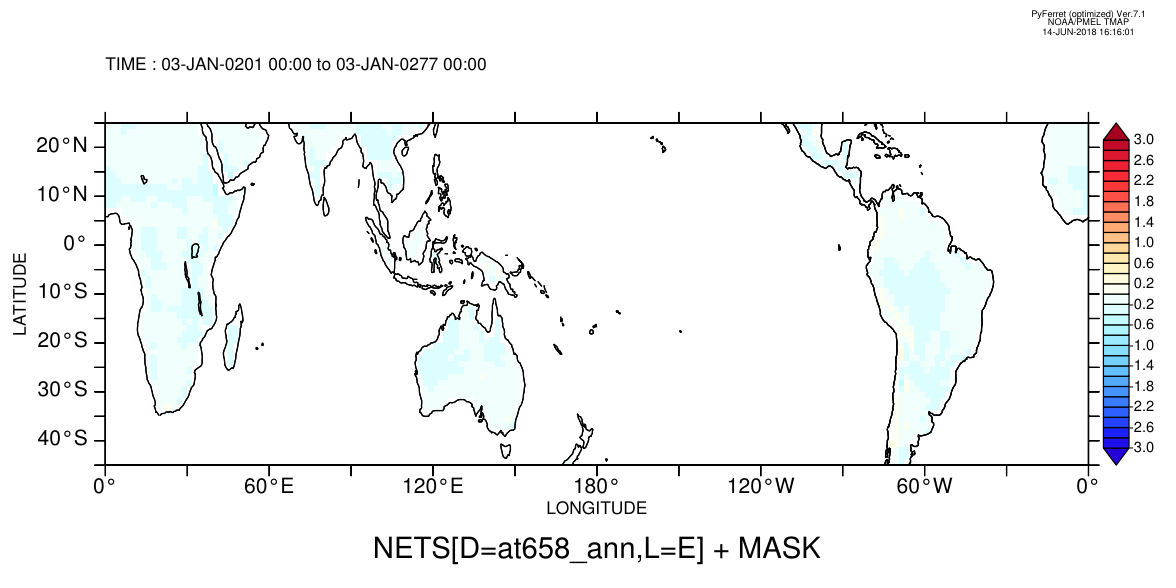 PyFerret (optimized) Ver.7.1
NOAA/PMEL TMAP
14-JUN-2018 16:16:01
TIME : 03-JAN-0201 00:00 to 03-JAN-0277 00:00
20°N
10°N
0°
10°S
20°S
30°S
40°S
LATITUDE
0°
60°E
120°E
180°
120°W
60°W
0°
LONGITUDE
3.0
2.6
2.2
1.8
1.4
1.0
0.6
0.2
-0.2
-0.6
-1.0
-1.4
-1.8
-2.2
-2.6
-3.0
NETS[D=at658_ann,L=E] + MASK